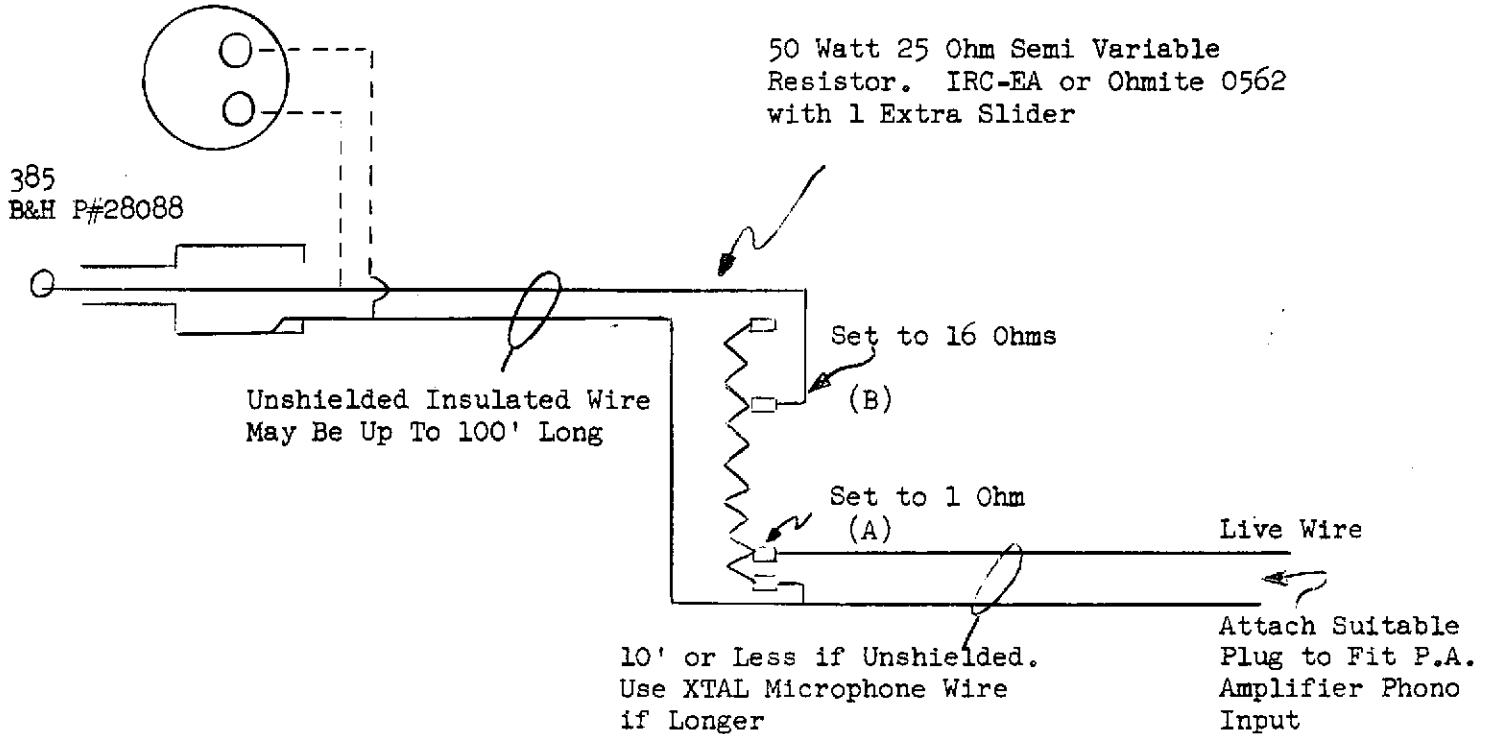 50 Watt 25 Ohm Semi Variable
Resistor. IRC-EA or Ohmite 0562
with 1 Extra Slider
385
B&H P#28088
Set to 16 Ohms
(B)
Unshielded Insulated Wire
May Be Up To 100' Long
Set to 1 Ohm
(A)
Live Wire
10' or Less if Unshielded.
Use XTAL Microphone Wire
if Longer
Attach Suitable
Plug to Fit P.A.
Amplifier Phono
Input